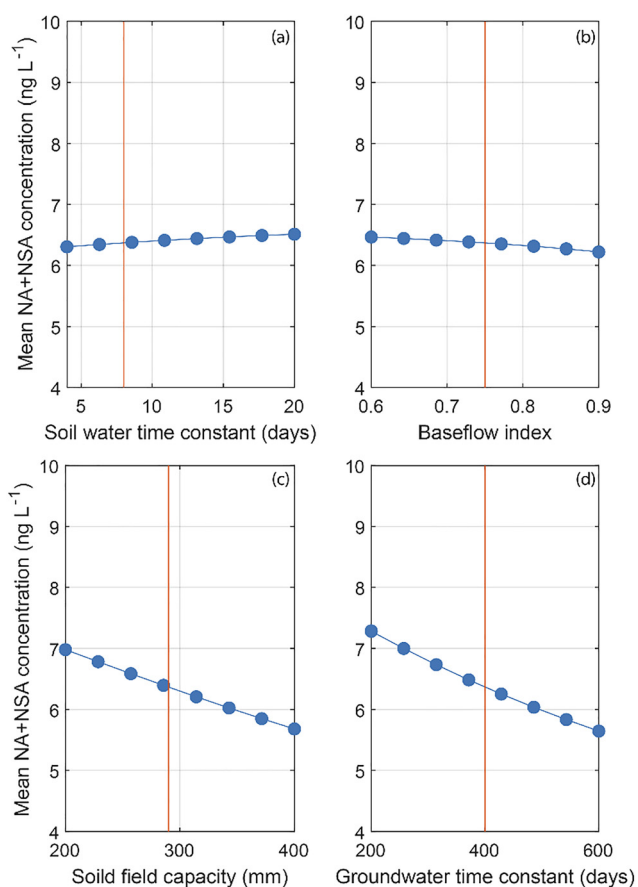 10
9
8
7
6
5
4
Mean NA+NSA concentration (ng L⁻¹)
(a)
5 10 15 20
Soil water time constant (days)
10
9
8
7
6
5
4
(b)
0.6 0.7 0.8 0.9
Baseflow index
10
9
8
7
6
5
4
Mean NA+NSA concentration (ng L⁻¹)
(c)
200 300 400
Soild field capacity (mm)
10
9
8
7
6
5
4
(d)
200 400 600
Groundwater time constant (days)